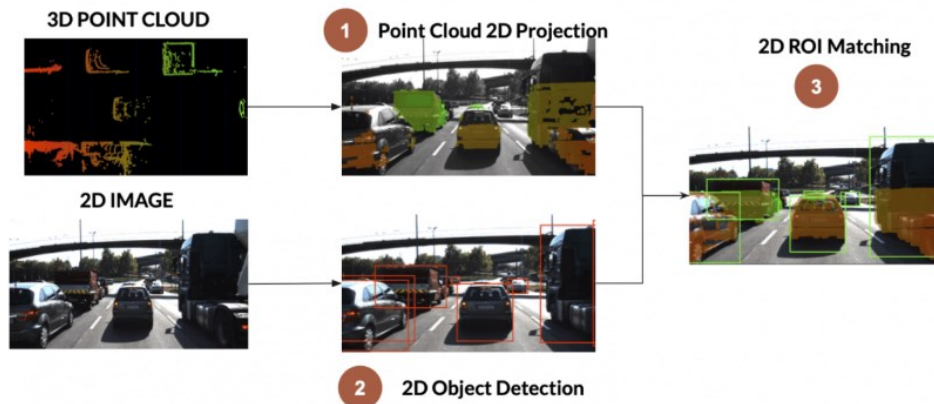 3D POINT CLOUD
1 Point Cloud 2D Projection
2D ROI Matching
3
2D IMAGE
2 2D Object Detection